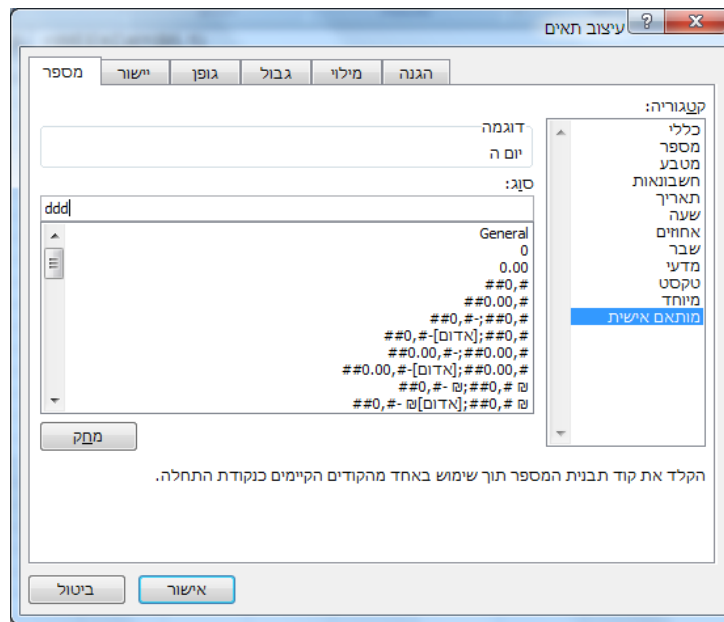 עיצוב תאים
מספר
יישור
גופן
גבול
מילוי
הגנה
קטגוריה:
כללי
מספר
מטבע
חשבונאות
תאריך
שעה
אחוזים
שבר
מדעי
טקסט
מיוחד
מותאם אישית
דוגמה
יום ה
סוג:
ddd
General
0
0.00
#,##0
#,##0.00
#,##0;-#,##0
#,##0;[אדום]-#,##0
#,##0.00;-#,##0.00
#,##0.00;[אדום]-#,##0.00
₪ #,##0;₪ -#,##0
₪ #,##0;[אדום]₪ -#,##0
מחק
הקלד את קוד תבנית המספר תוך שימוש באחד מהקודים הקיימים כנקודת התחלה.
אישור
ביטול